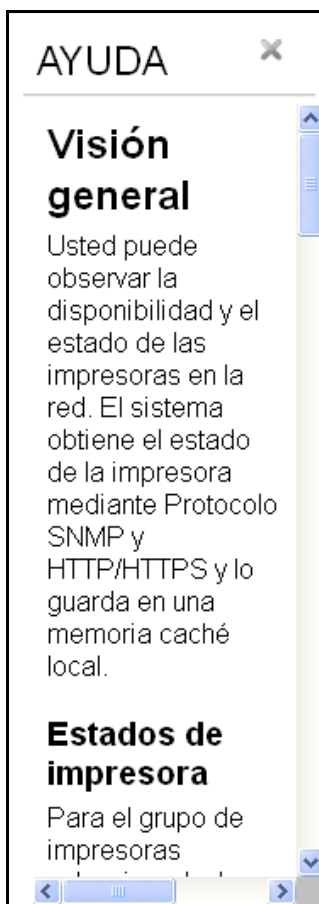 AYUDA
Visión
general
Usted puede
observar la
disponibilidad y el
estado de las
impresoras en la
red. El sistema
obtiene el estado
de la impresora
mediante Protocolo
SNMP y
HTTP/HTTPS y lo
guarda en una
memoria caché
local.
Estados de
impresora
Para el grupo de
impresoras